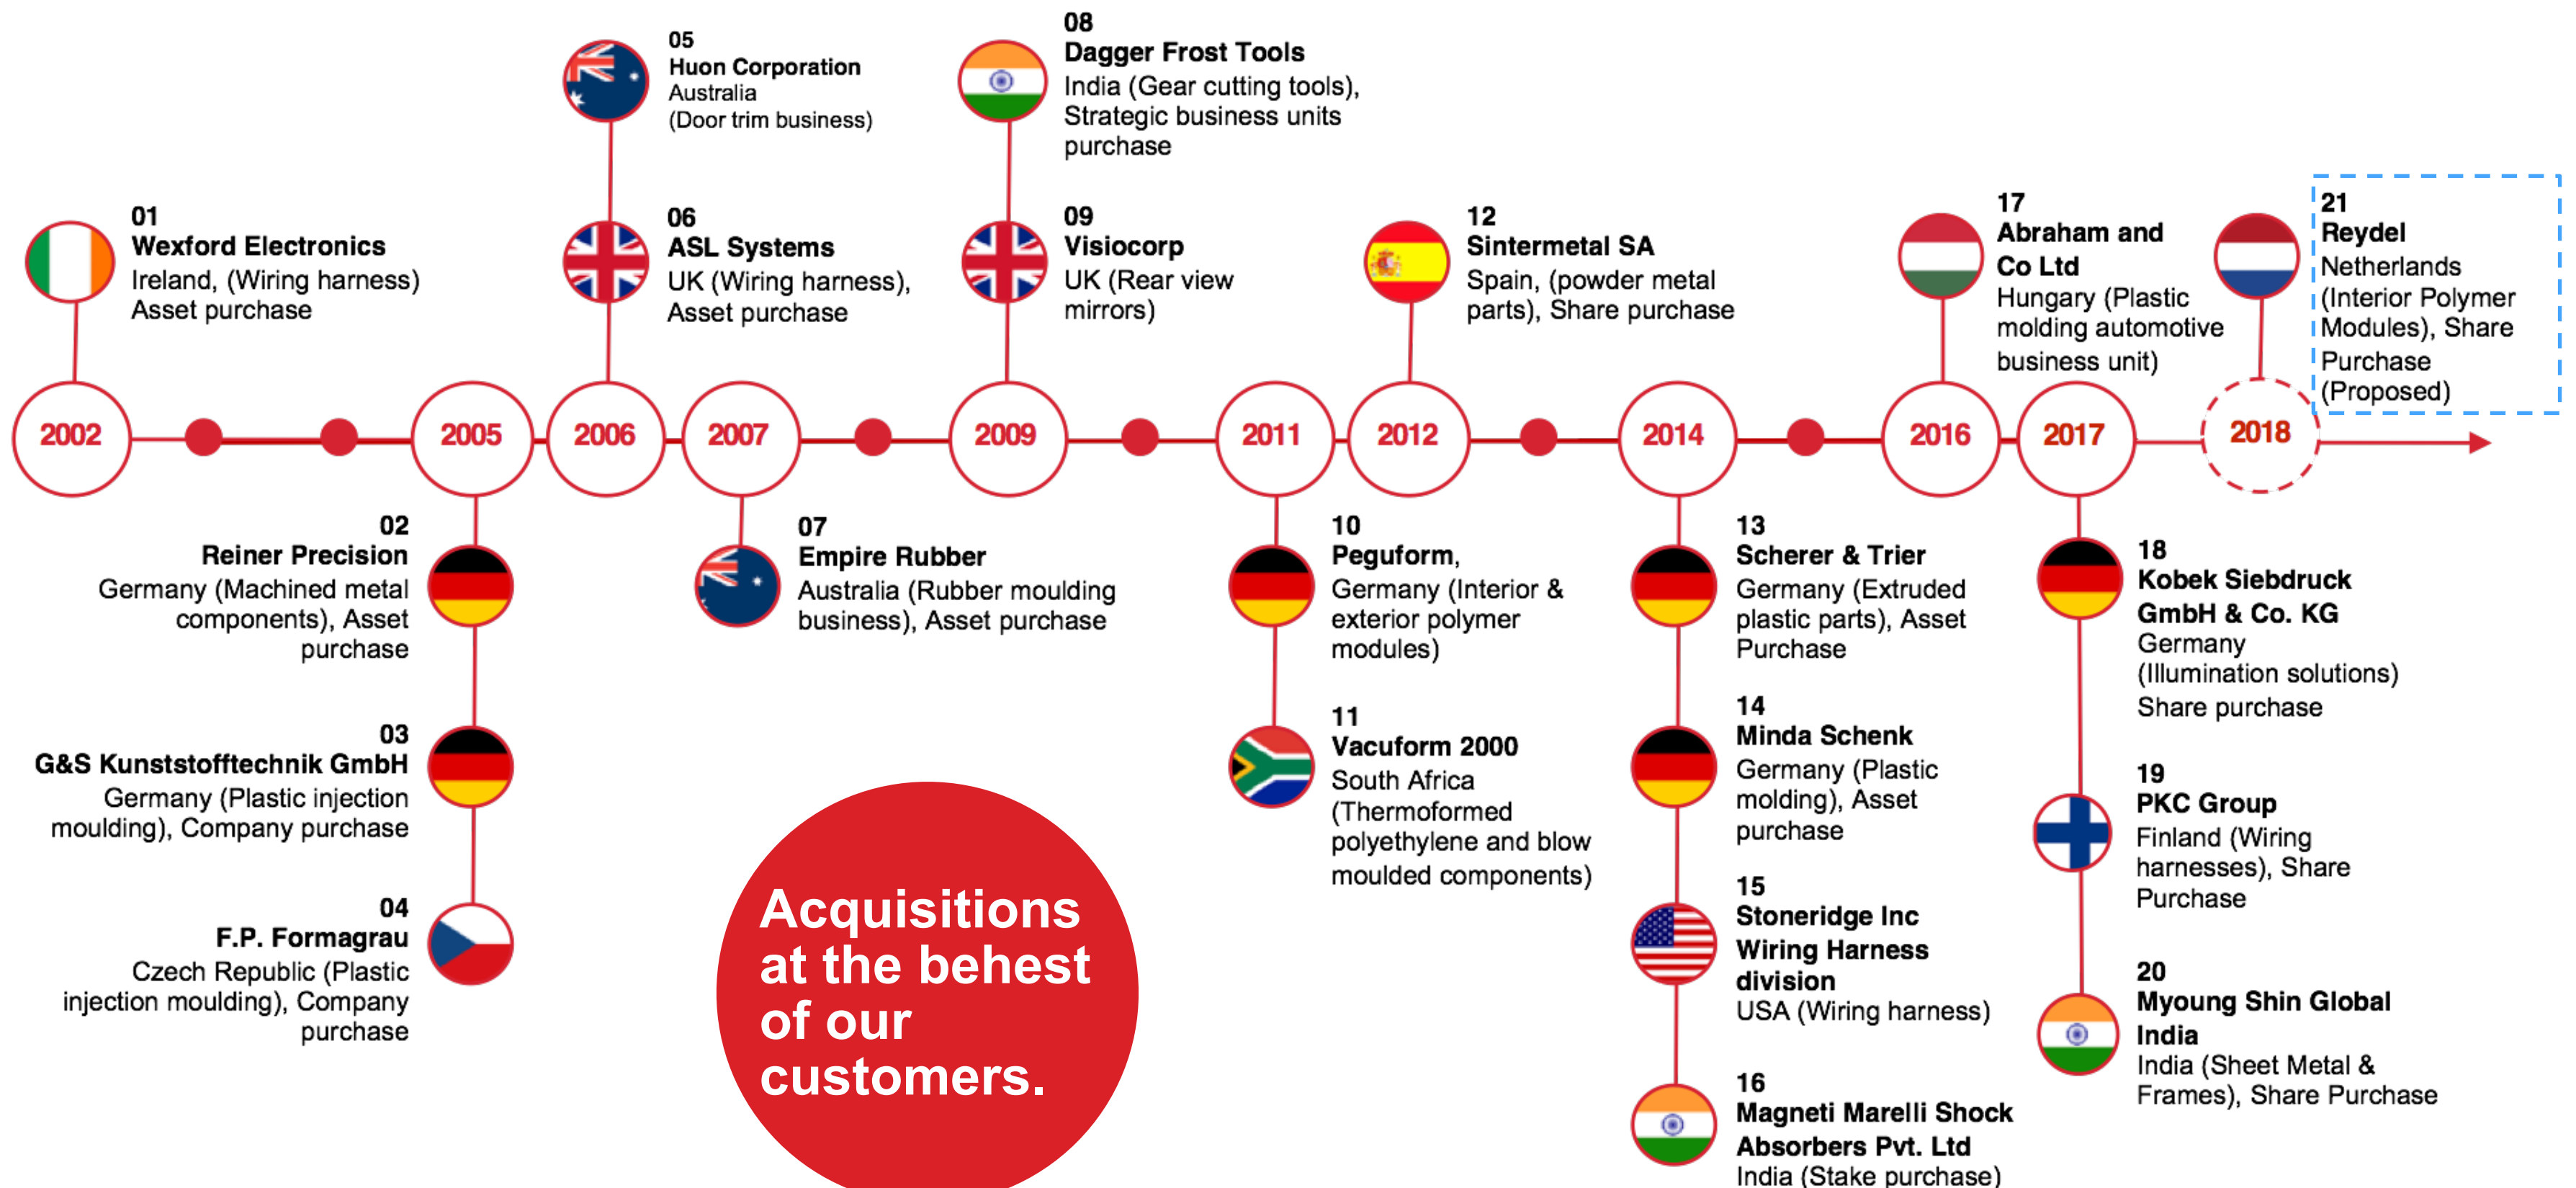 01
Wexford Electronics
Ireland, (Wiring harness)
Asset purchase
05
Huon Corporation
Australia
(Door trim business)
06
ASL Systems
UK (Wiring harness),
Asset purchase
08
Dagger Frost Tools
India (Gear cutting tools),
Strategic business units
purchase
09
Visiocorp
UK (Rear view
mirrors)
12
Sintermetal SA
Spain, (powder metal
parts), Share purchase
17
Abraham and
Co Ltd
Hungary (Plastic
molding automotive
business unit)
21
Reydel
Netherlands
(Interior Polymer
Modules), Share
Purchase
(Proposed)
2002
2005
2006
2007
2009
2011
2012
2014
2016
2017
2018
02
Reiner Precision
Germany (Machined metal
components), Asset
purchase
03
G&S Kunststofftechnik GmbH
Germany (Plastic injection
moulding), Company purchase
04
F.P. Formagrau
Czech Republic (Plastic
injection moulding), Company
purchase
07
Empire Rubber
Australia (Rubber moulding
business), Asset purchase
10
Peguform,
Germany (Interior &
exterior polymer
modules)
11
Vacuform 2000
South Africa
(Thermoformed
polyethylene and blow
moulded components)
13
Scherer & Trier
Germany (Extruded
plastic parts), Asset
Purchase
14
Minda Schenk
Germany (Plastic
molding), Asset
purchase
15
Stoneridge Inc
Wiring Harness
division
USA (Wiring harness)
16
Magneti Marelli Shock
Absorbers Pvt. Ltd
India (Stake purchase)
18
Kobek Siebdruck
GmbH & Co. KG
Germany
(Illumination solutions)
Share purchase
19
PKC Group
Finland (Wiring
harnesses), Share
Purchase
20
Myoung Shin Global
India
India (Sheet Metal &
Frames), Share Purchase
Acquisitions
at the behest
of our
customers.